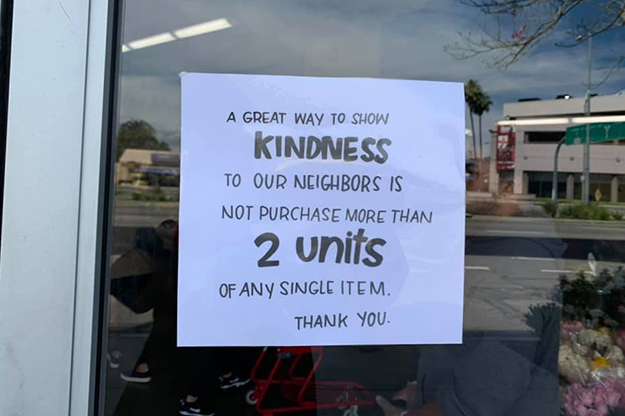 A GREAT WAY TO SHOW
KINDNESS
TO OUR NEIGHBORS IS
NOT PURCHASE MORE THAN
2 units
OF ANY SINGLE ITEM.
THANK YOU.